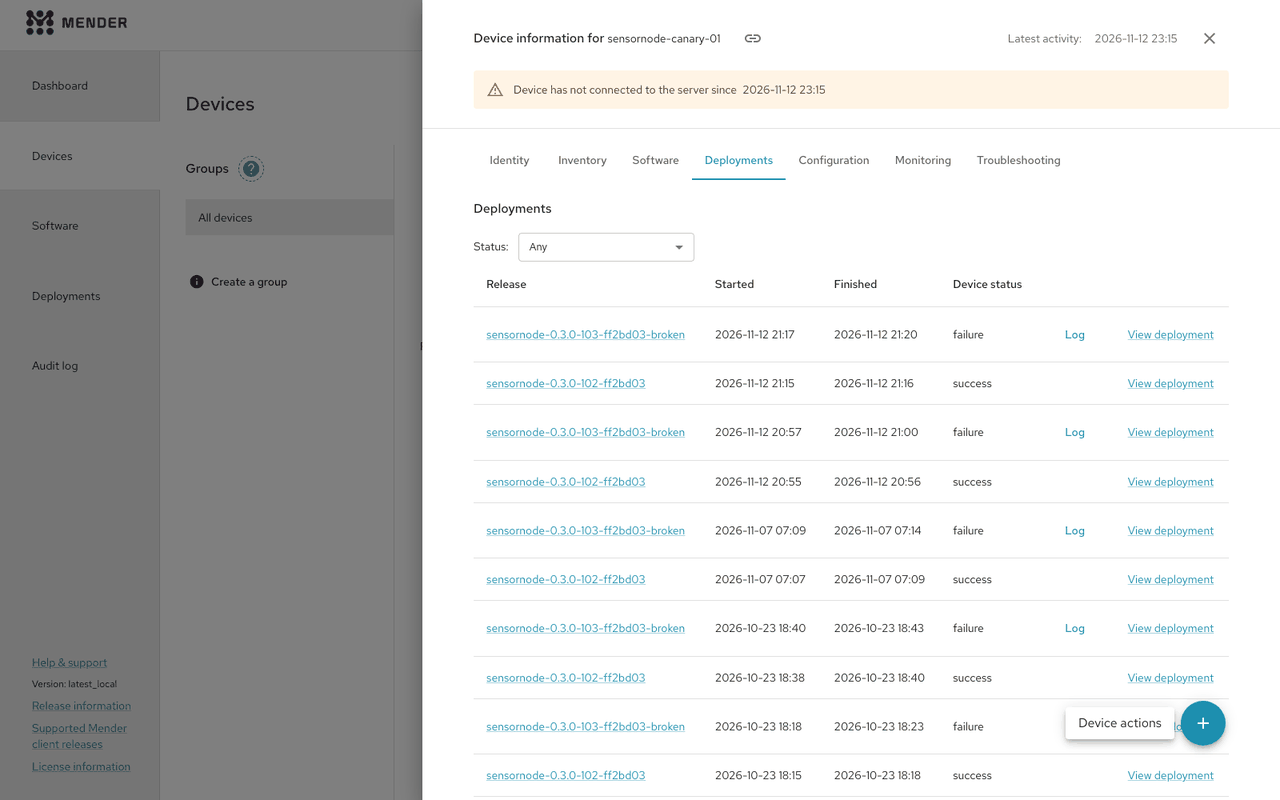 MENDER
Dashboard
Devices
Software
Deployments
Audit log
Help & support
Version: latest_local
Release information
Supported Mender
client releases
License information
Devices
Groups ?
All devices
Create a group
Device information for sensornode-canary-01
Latest activity: 2026-11-12 23:15
Device has not connected to the server since 2026-11-12 23:15
Identity Inventory Software Deployments Configuration Monitoring Troubleshooting
Deployments
Status: Any
Release Started Finished Device status
sensornode-0.3.0-103-ff2bd03-broken 2026-11-12 21:17 2026-11-12 21:20 failure Log View deployment
sensornode-0.3.0-102-ff2bd03 2026-11-12 21:15 2026-11-12 21:16 success View deployment
sensornode-0.3.0-103-ff2bd03-broken 2026-11-12 20:57 2026-11-12 21:00 failure Log View deployment
sensornode-0.3.0-102-ff2bd03 2026-11-12 20:55 2026-11-12 20:56 success View deployment
sensornode-0.3.0-103-ff2bd03-broken 2026-11-07 07:09 2026-11-07 07:14 failure Log View deployment
sensornode-0.3.0-102-ff2bd03 2026-11-07 07:07 2026-11-07 07:09 success View deployment
sensornode-0.3.0-103-ff2bd03-broken 2026-10-23 18:40 2026-10-23 18:43 failure Log View deployment
sensornode-0.3.0-102-ff2bd03 2026-10-23 18:38 2026-10-23 18:40 success View deployment
sensornode-0.3.0-103-ff2bd03-broken 2026-10-23 18:18 2026-10-23 18:23 failure
Device actions
sensornode-0.3.0-102-ff2bd03 2026-10-23 18:15 2026-10-23 18:18 success View deployment